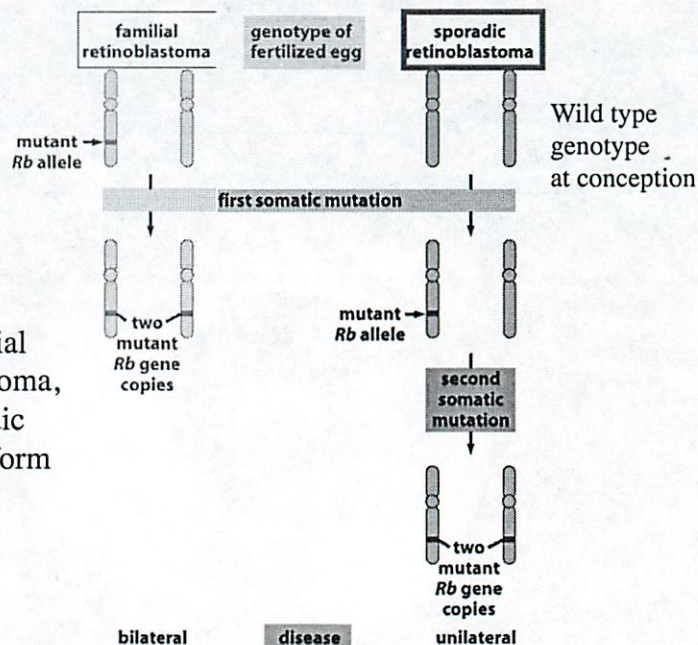 familial
retinoblastoma
genotype of
fertilized egg
sporadic
retinoblastoma
mutant
Rb allele
Wild type
genotype
at conception
first somatic mutation
two
mutant
Rb gene
copies
mutant
Rb allele
second
somatic
mutation
two
mutant
Rb gene
copies
bilateral
disease
unilateral